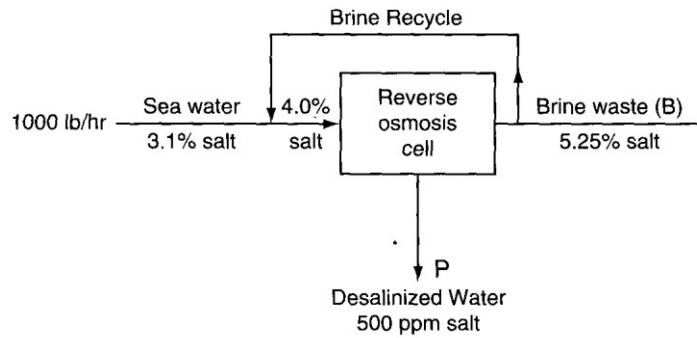 Brine Recycle
1000 lb/hr
Sea water
3.1% salt
4.0%
salt
Reverse
osmosis
cell
Brine waste (B)
5.25% salt
P
Desalinized Water
500 ppm salt